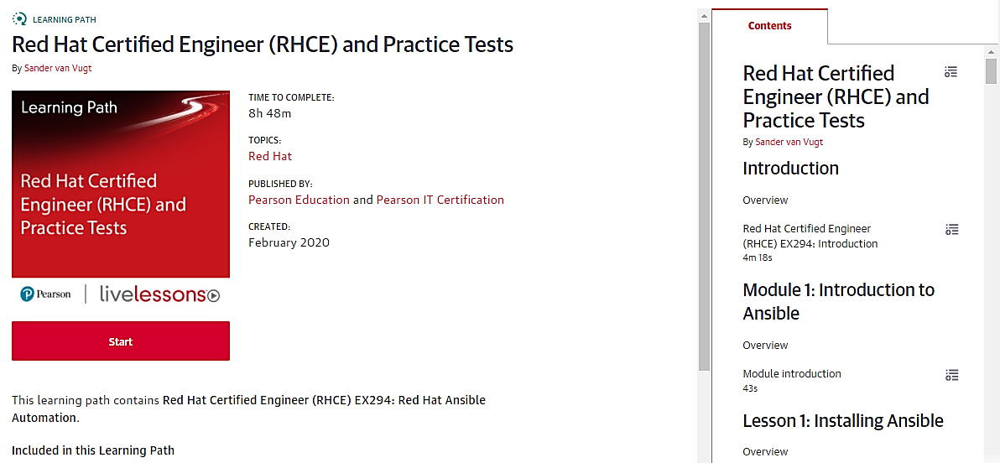 LEARNING PATH
Red Hat Certified Engineer (RHCE) and Practice Tests
By Sander van Vugt
Learning Path
Red Hat Certified
Engineer (RHCE) and
Practice Tests
Pearson | livelessons
Start
TIME TO COMPLETE:
8h 48m
TOPICS:
Red Hat
PUBLISHED BY:
Pearson Education and Pearson IT Certification
CREATED:
February 2020
This learning path contains Red Hat Certified Engineer (RHCE) EX294: Red Hat Ansible
Automation.
Included in this Learning Path
Contents
Red Hat Certified
Engineer (RHCE) and
Practice Tests
By Sander van Vugt
Introduction
Overview
Red Hat Certified Engineer
(RHCE) EX294: Introduction
4m 18s
Module 1: Introduction to
Ansible
Overview
Module introduction
43s
Lesson 1: Installing Ansible
Overview